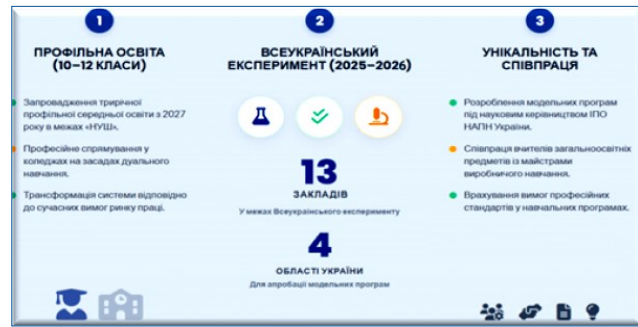 1
ПРОФІЛЬНА ОСВІТА
(10–12 КЛАСИ)
Запровадження трирічної
профільної середньої освіти з 2027
року в межах «НУШ».
Професійне спрямування у
коледжах на засадах дуального
навчання.
Трансформація системи відповідно
до сучасних вимог ринку праці.
2
ВСЕУКРАЇНСЬКИЙ
ЕКСПЕРИМЕНТ (2025–2026)
13
ЗАКЛАДІВ
У межах Всеукраїнського експерименту
4
ОБЛАСТІ УКРАЇНИ
Для апробації модельних програм
3
УНІКАЛЬНІСТЬ ТА
СПІВПРАЦЯ
Розроблення модельних програм
під науковим керівництвом ІПО
НАПН України.
Співпраця вчителів загальноосвітніх
предметів із майстрами
виробничого навчання.
Врахування вимог професійних
стандартів у навчальних програмах.